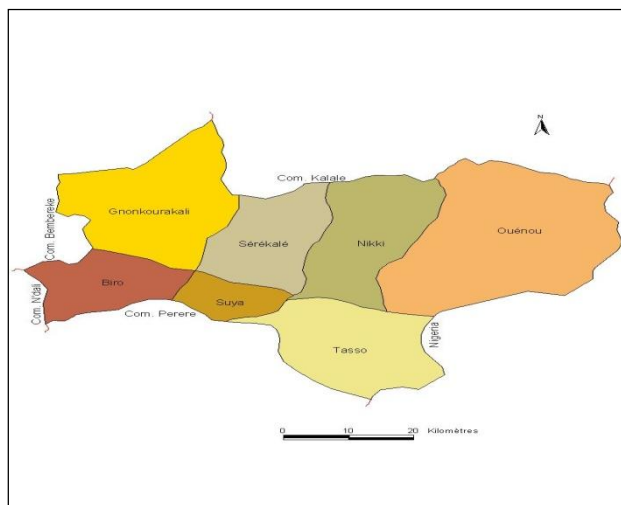 N
Com. Kalale
Gnonkourakali
Com. Bembereke
Ouénou
Sérékalé
Nikki
Biro
Com. N'dali
Suya
Com. Perere
Nigeria
Tasso
0 10 20 Kilomètres